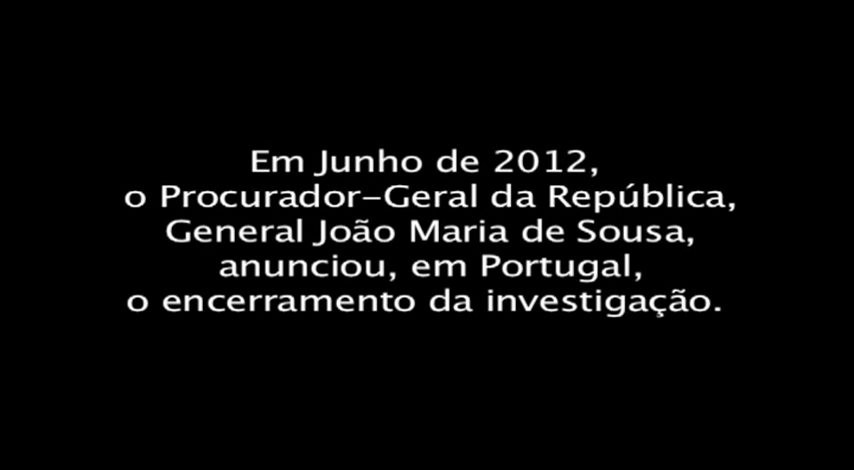 Em Junho de 2012,
o Procurador-Geral da República,
General João Maria de Sousa,
anunciou, em Portugal,
o encerramento da investigação.